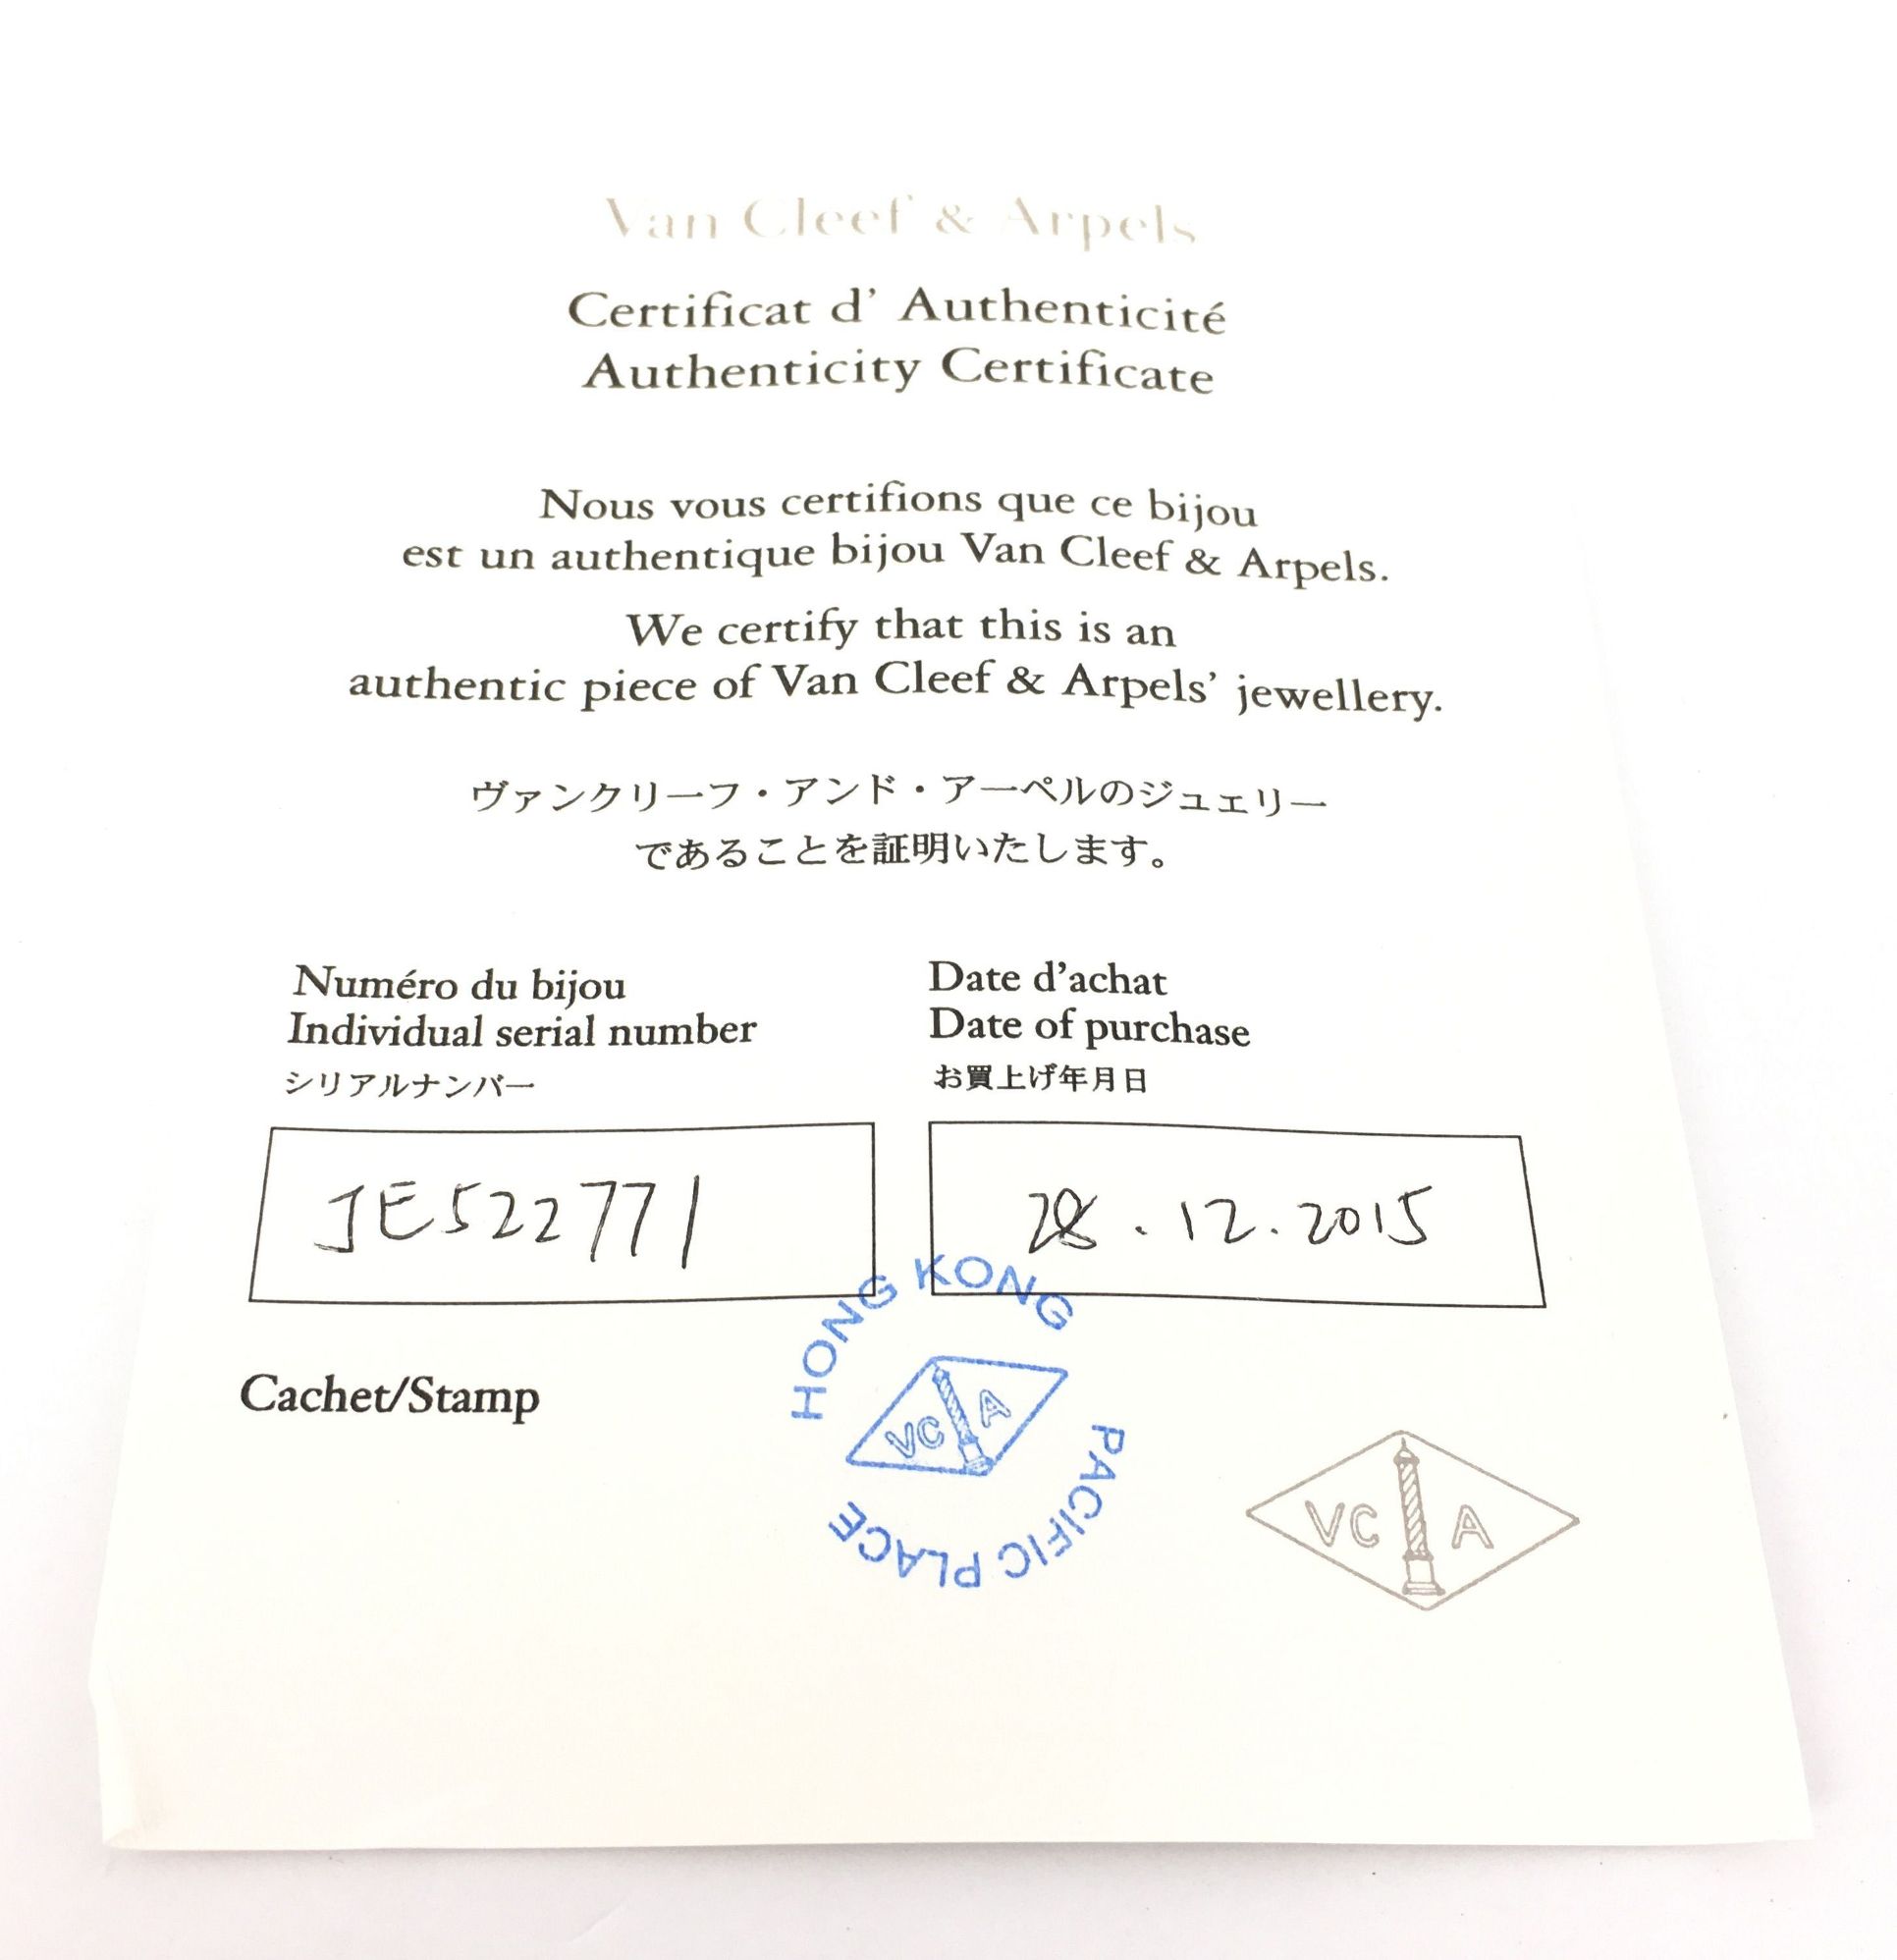 Van Cleef & Arpels
Certificat d' Authenticité
Authenticity Certificate
Nous vous certifions que ce bijou
est un authentique bijou Van Cleef & Arpels.
We certify that this is an
authentic piece of Van Cleef & Arpels' jewellery.
ヴァンクリーフ・アンド・アーペルのジュェリー
であることを証明いたします。
Numéro du bijou
Individual serial number
シリアルナンバー
JE522771
Date d'achat
Date of purchase
お買上げ年月日
28.12.2015
Cachet/Stamp
HONG KONG
VC A
PACIFIC PLACE
VC A